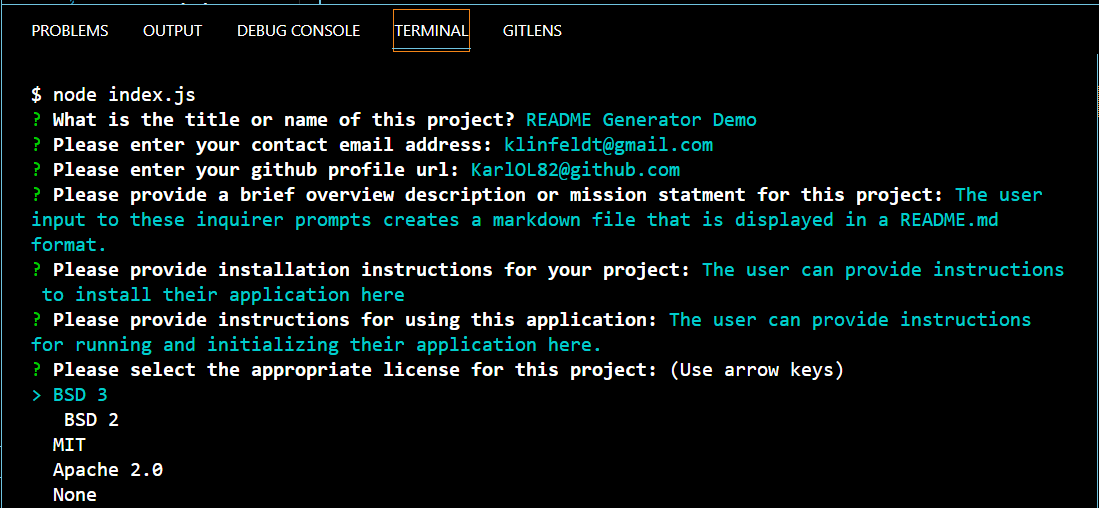 PROBLEMS OUTPUT DEBUG CONSOLE TERMINAL GITLENS
$ node index.js
? What is the title or name of this project? README Generator Demo
? Please enter your contact email address: klinfeldt@gmail.com
? Please enter your github profile url: KarlOL82@github.com
? Please provide a brief overview description or mission statment for this project: The user
input to these inquirer prompts creates a markdown file that is displayed in a README.md
format.
? Please provide installation instructions for your project: The user can provide instructions
to install their application here
? Please provide instructions for using this application: The user can provide instructions
for running and initializing their application here.
? Please select the appropriate license for this project: (Use arrow keys)
> BSD 3
BSD 2
MIT
Apache 2.0
None